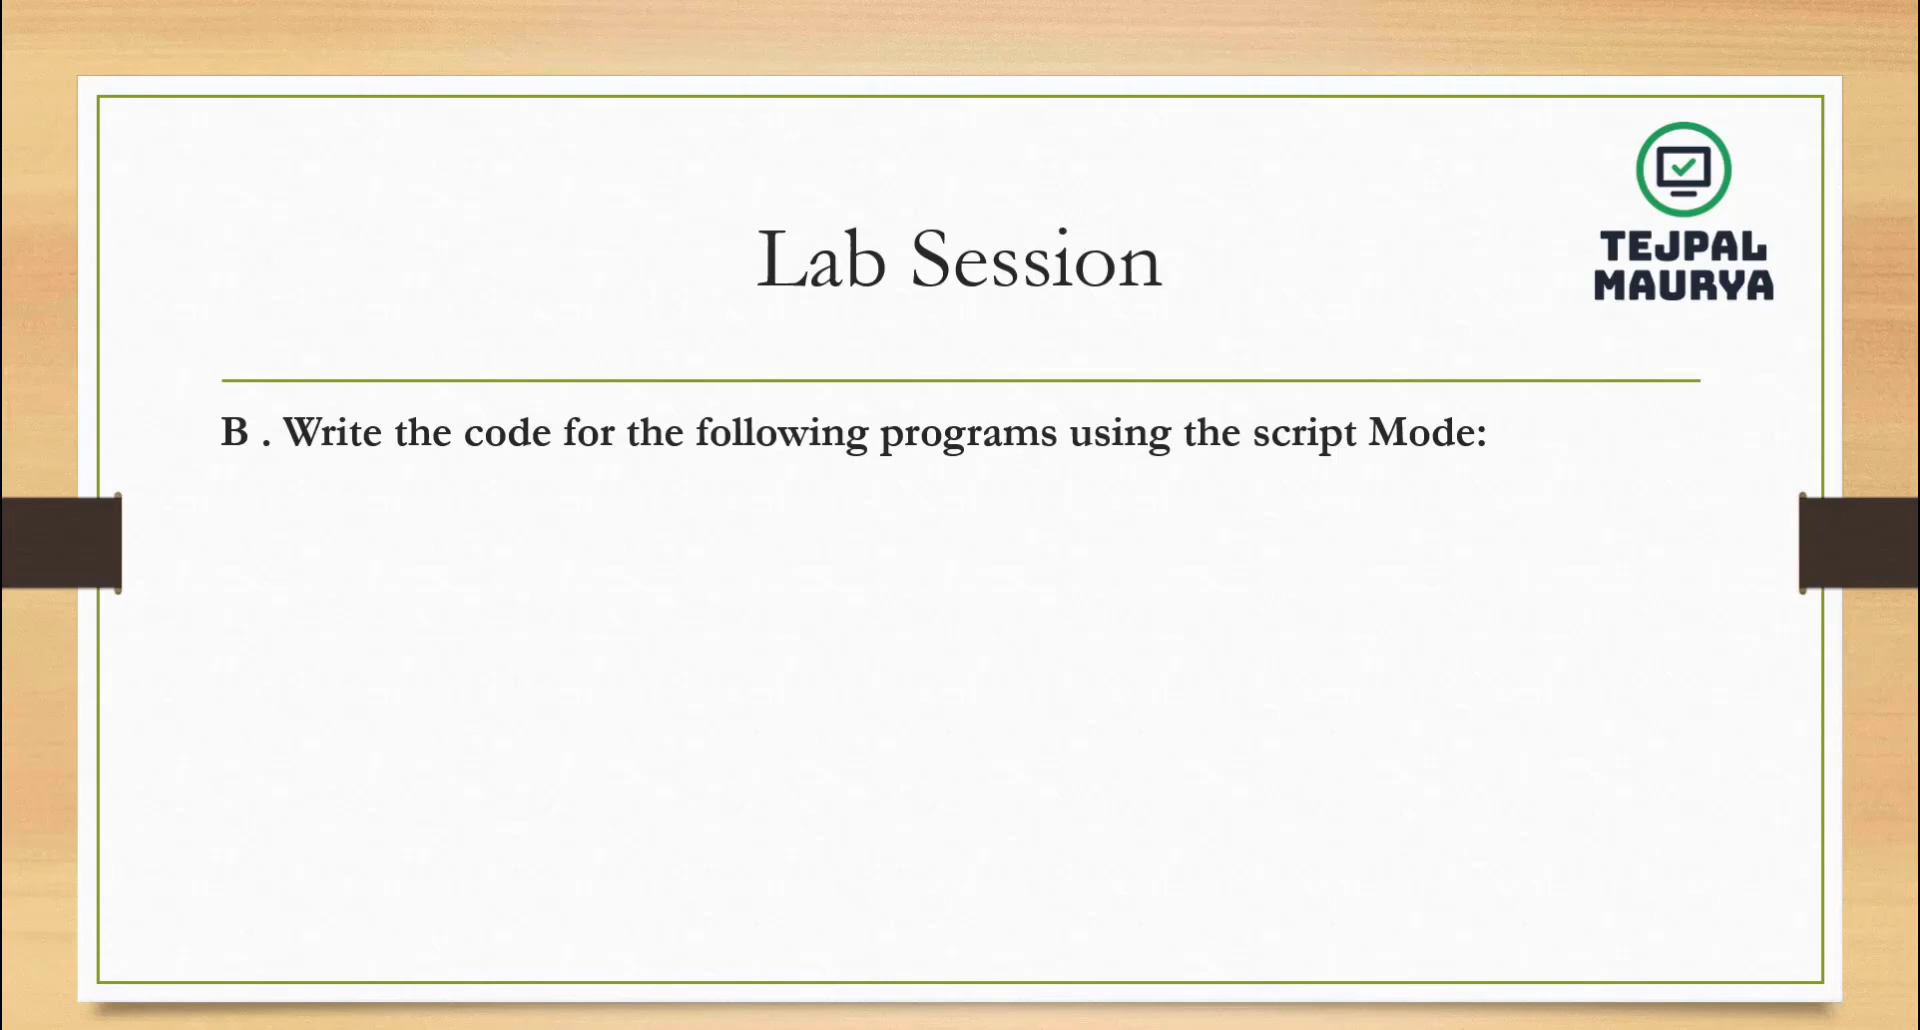 TEJPAL
MAURYA
Lab Session
B . Write the code for the following programs using the script Mode: